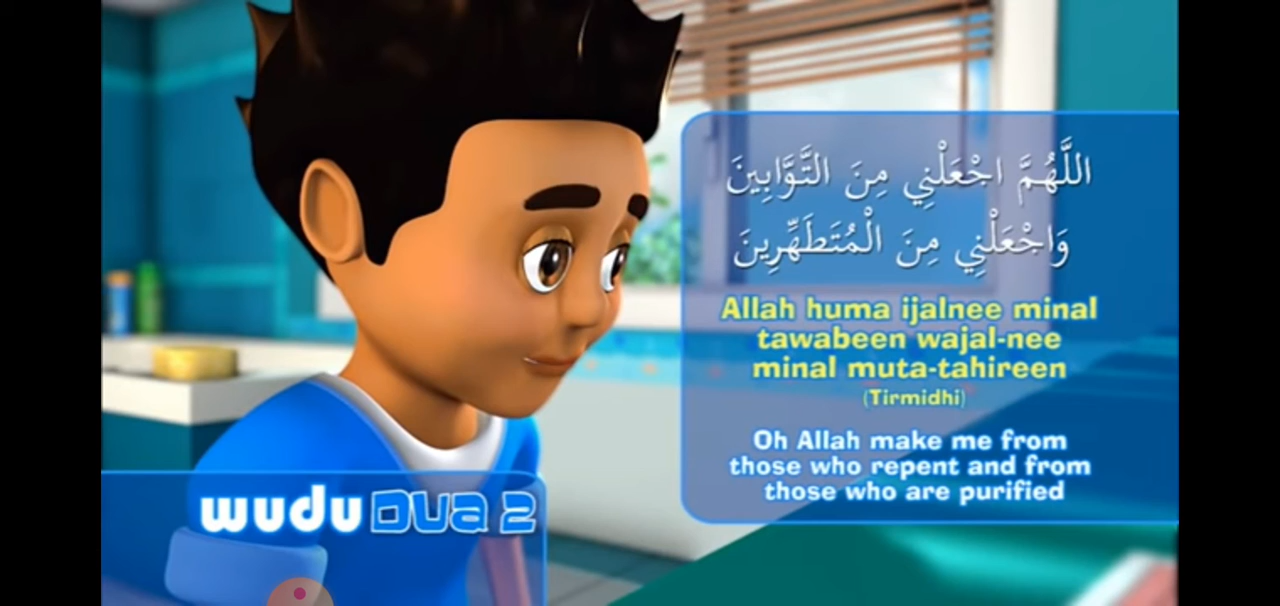 اللَّهُمَّ اجْعَلْنِي مِنَ التَّوَّابِينَ
وَاجْعَلْنِي مِنَ الْمُتَطَهِّرِينَ
Allah huma ijalnee minal
tawabeen wajal-nee
minal muta-tahireen
(Tirmidhi)
Oh Allah make me from
those who repent and from
those who are purified
wudu Dua 2